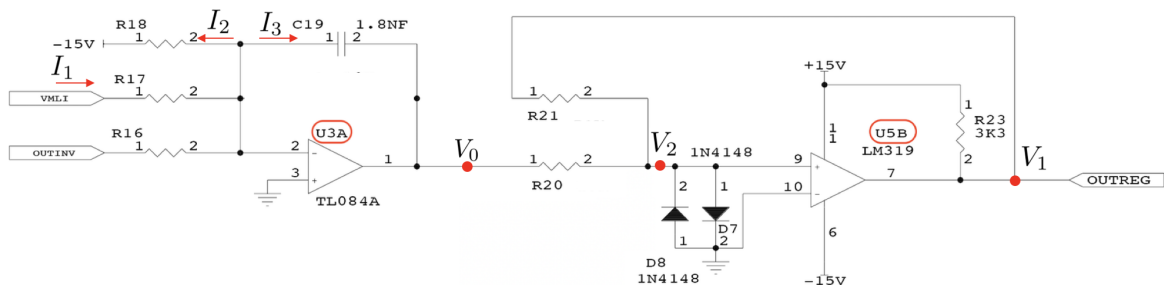 R18
1
2
-15V
I₂
I₃
C19
1.8NF
1
2
I₁
R17
1
2
VMLI
R16
1
2
OUTINV
U3A
2
3
-
+
1
TL084A
V₀
1
2
R21
1
2
R20
V₂
1N4148
2
1
1
2
D7
D8
1N4148
+15V
1
1
U5B
LM319
9
10
+
-
7
6
-15V
1
R23
3K3
2
V₁
OUTREG